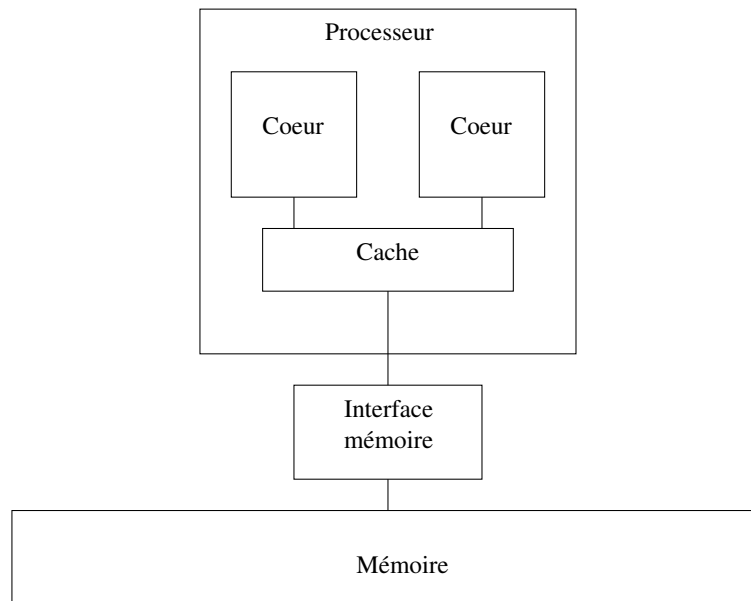 Processeur
Coeur
Coeur
Cache
Interface
mémoire
Mémoire